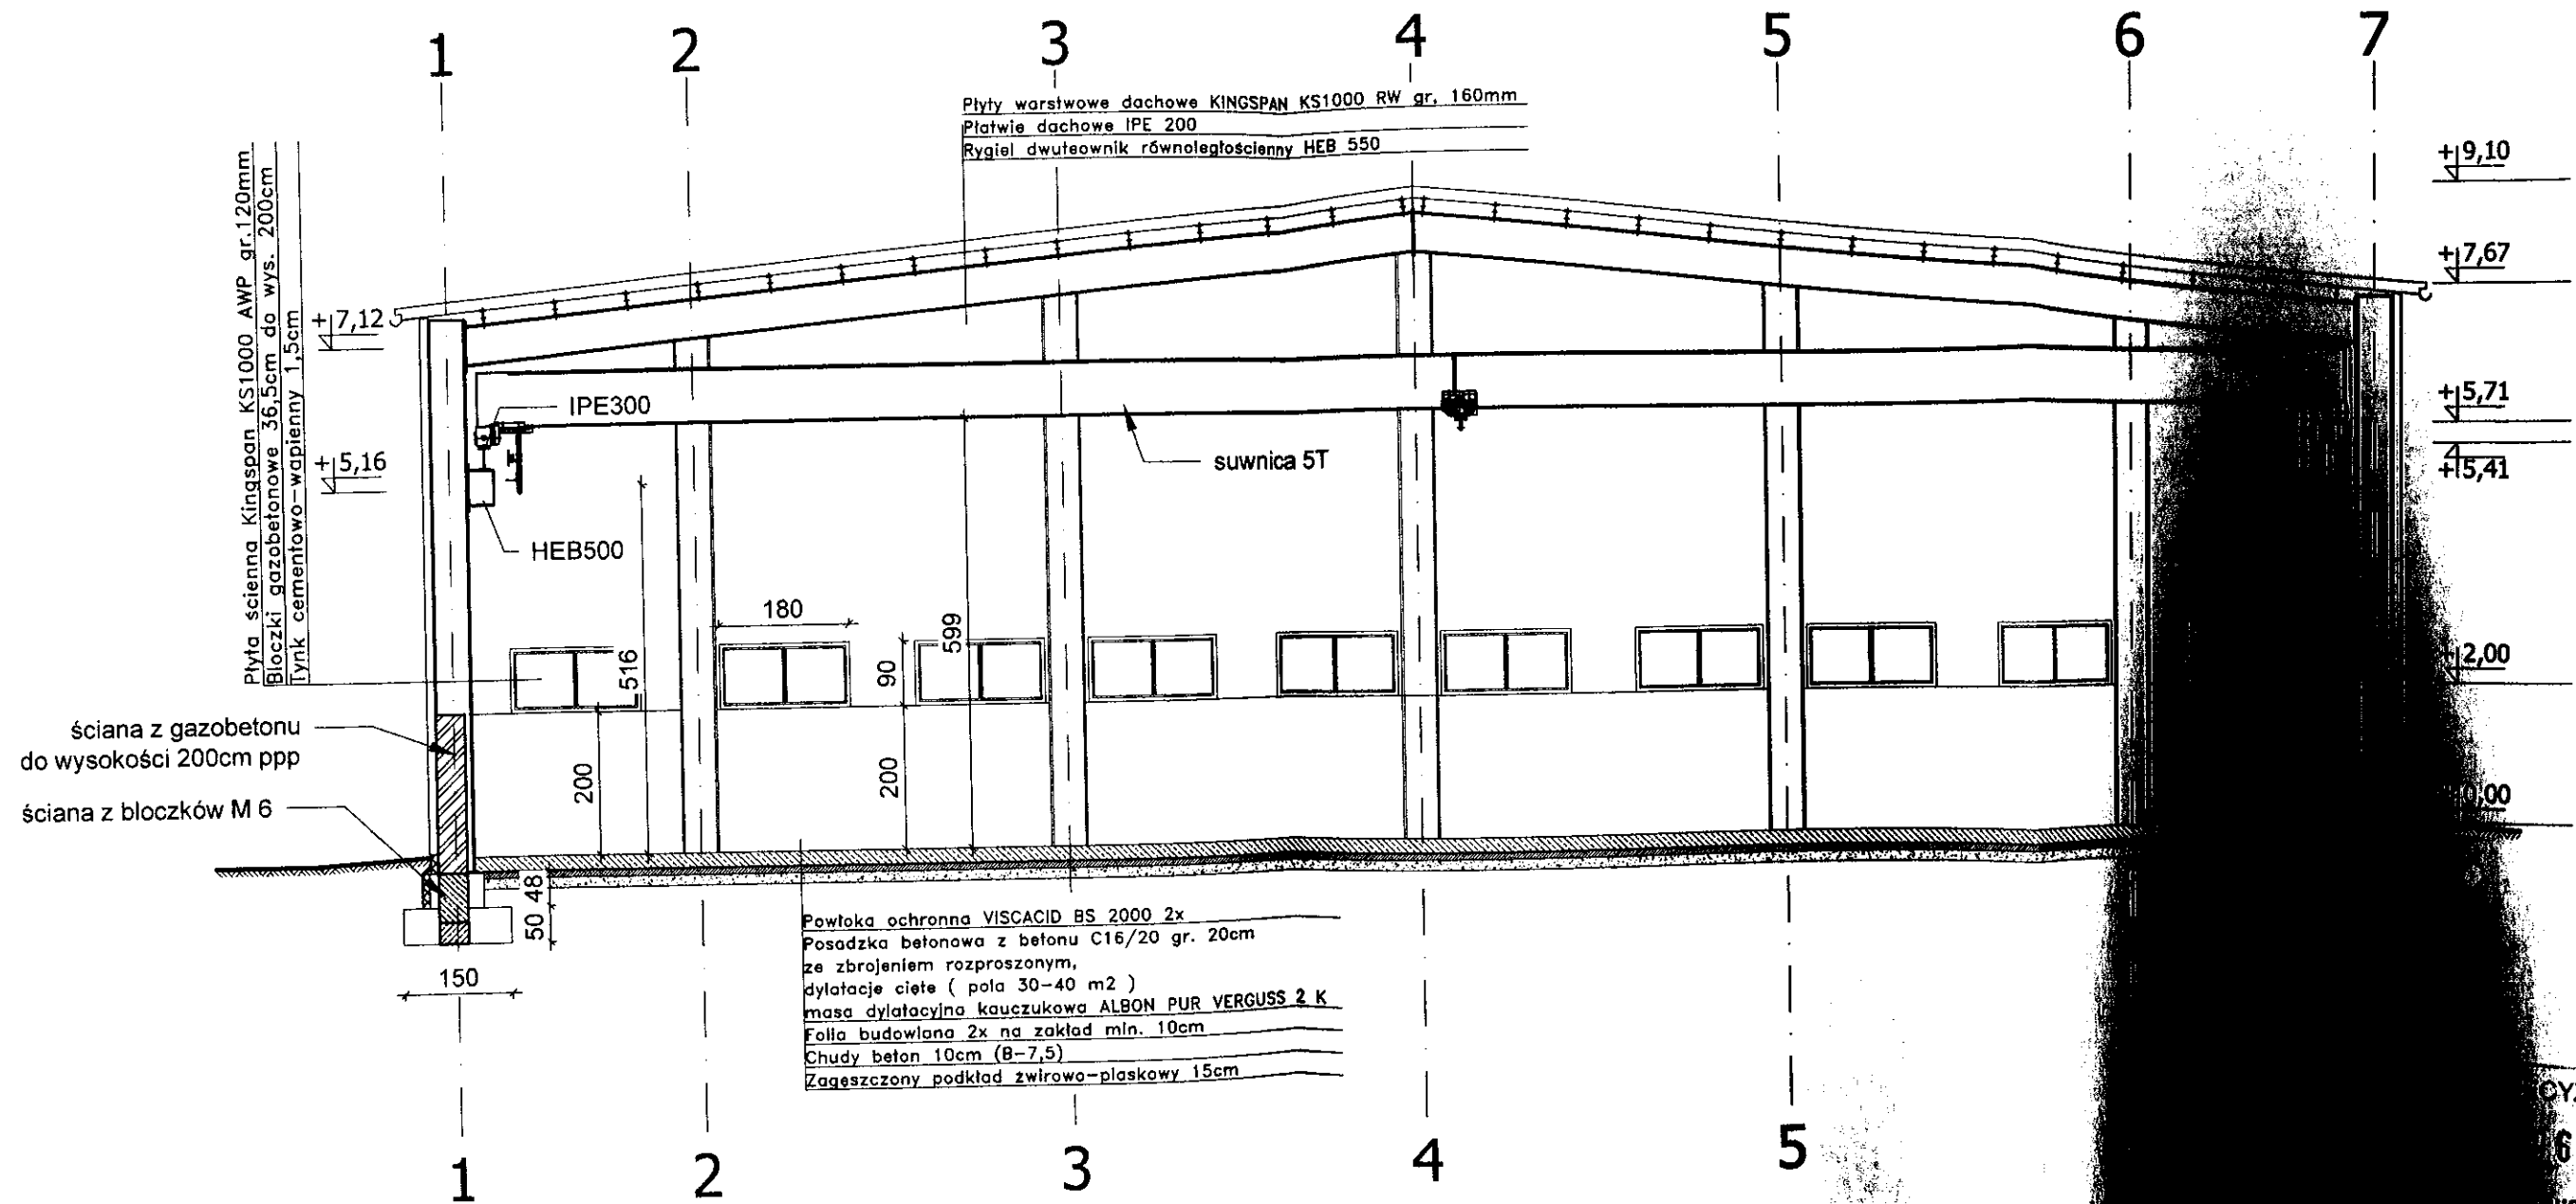 1 2 3 4 5 6 7
Płyty warstwowe dachowe KINGSPAN KS1000 RW gr. 160mm
Płatwie dachowe IPE 200
Rygiel dwuteownik równoległościenny HEB 550
Płyta ścienna Kingspan KS1000 AWP gr.120mm
Bloczki gazobetonowe 36,5cm do wys. 200cm
Tynk cementowo-wapienny 1,5cm
+7,12
+5,16
+9,10
+7,67
+5,71
+5,41
+2,00
0,00
IPE300
HEB500
suwnica 5T
180
90
516
599
200
200
ściana z gazobetonu
do wysokości 200cm ppp
ściana z bloczków M 6
48
50
150
Powłoka ochronna VISCACID BS 2000 2x
Posadzka betonowa z betonu C16/20 gr. 20cm
ze zbrojeniem rozproszonym,
dylatacje cięte ( pola 30-40 m2 )
masa dylatacyjna kauczukowa ALBON PUR VERGUSS 2 K
Folia budowlana 2x na zakład min. 10cm
Chudy beton 10cm (B-7,5)
Zagęszczony podkład żwirowo-piaskowy 15cm
1 2 3 4 5 6